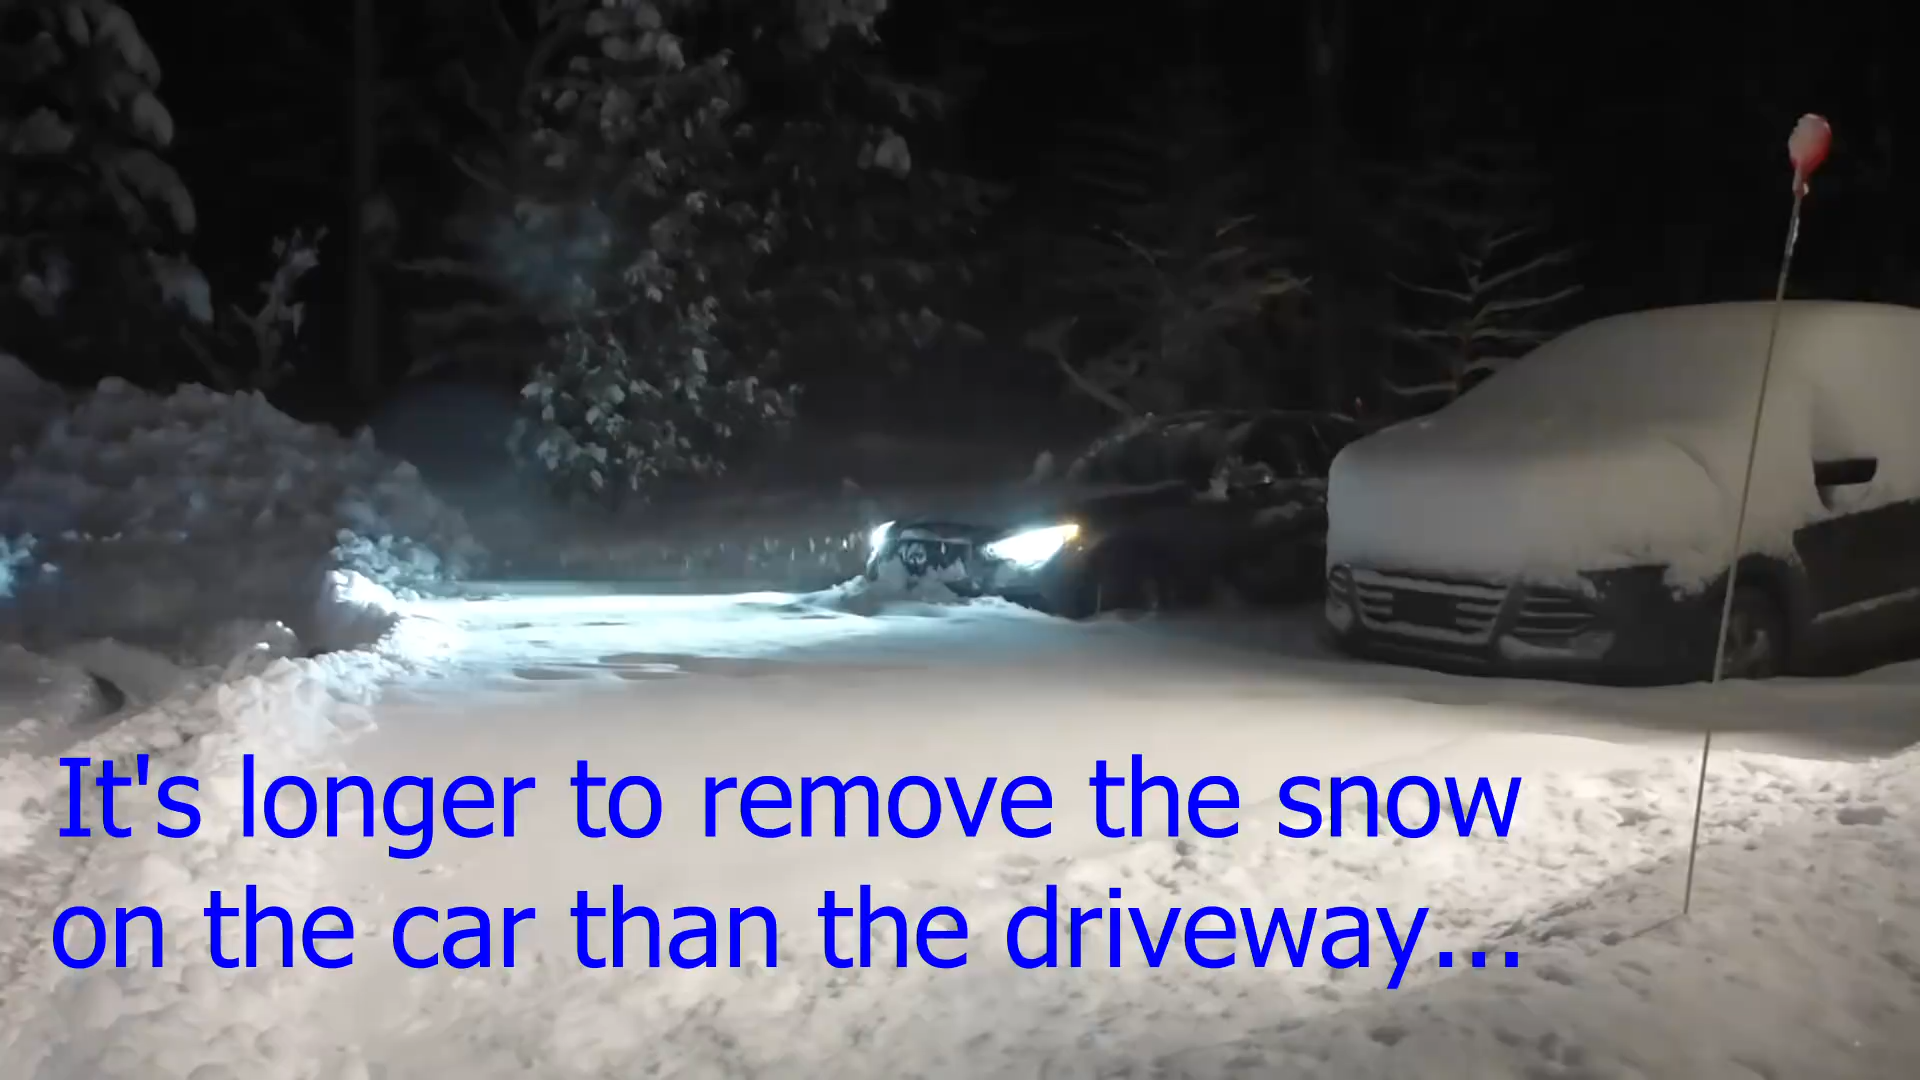 It's longer to remove the snow
on the car than the driveway...